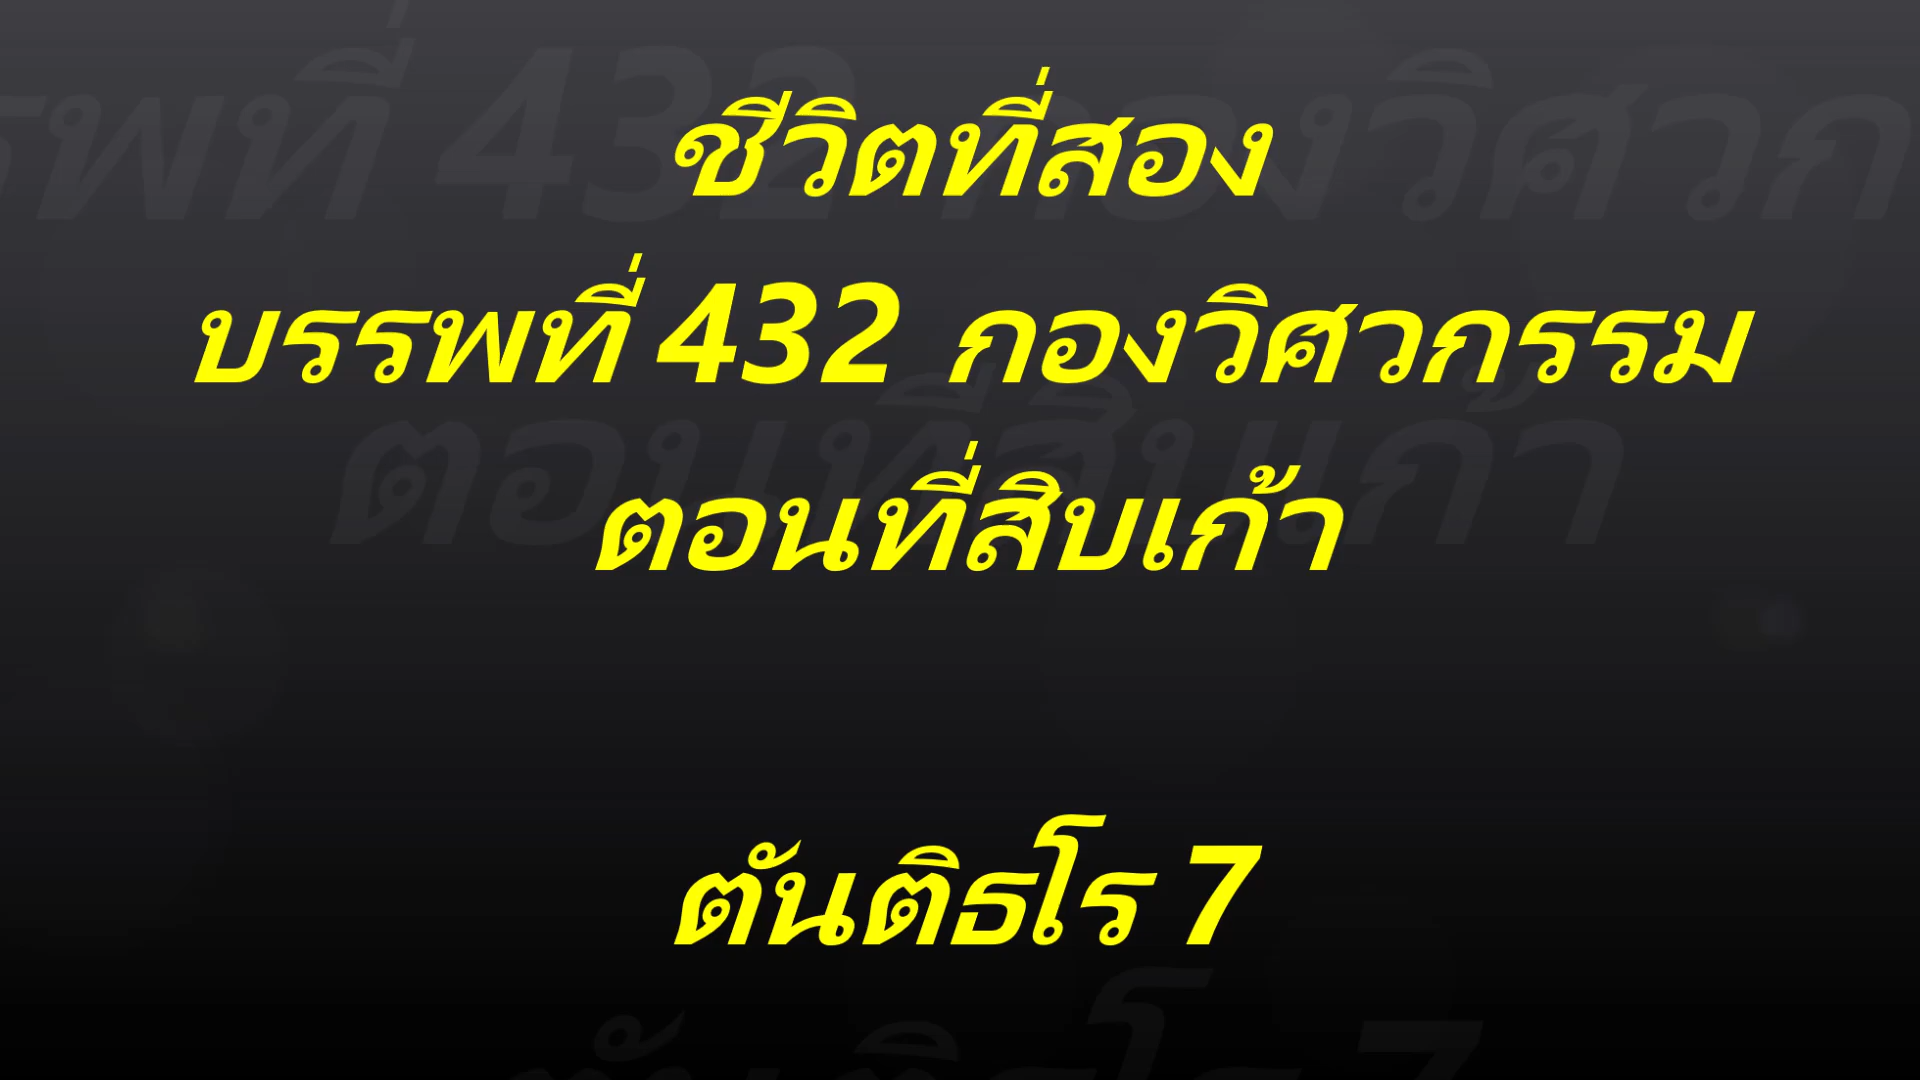 ชีวิตที่สอง
บรรพที่ 432 กองวิศวกรรม
ตอนที่สิบเก้า
ตันติธโร 7